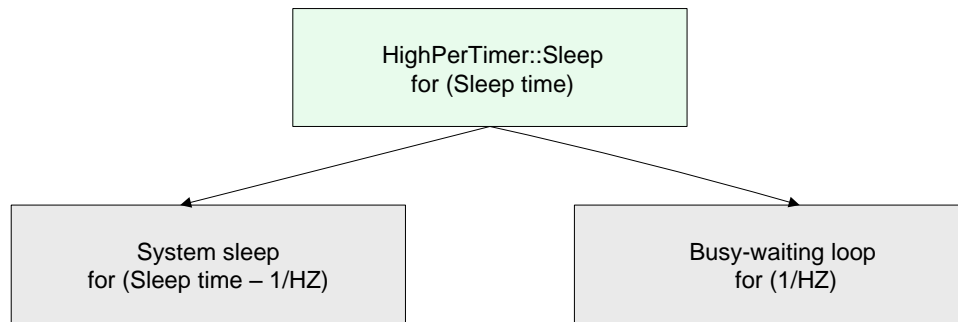 HighPerTimer::Sleep
for (Sleep time)
System sleep
for (Sleep time – 1/HZ)
Busy-waiting loop
for (1/HZ)